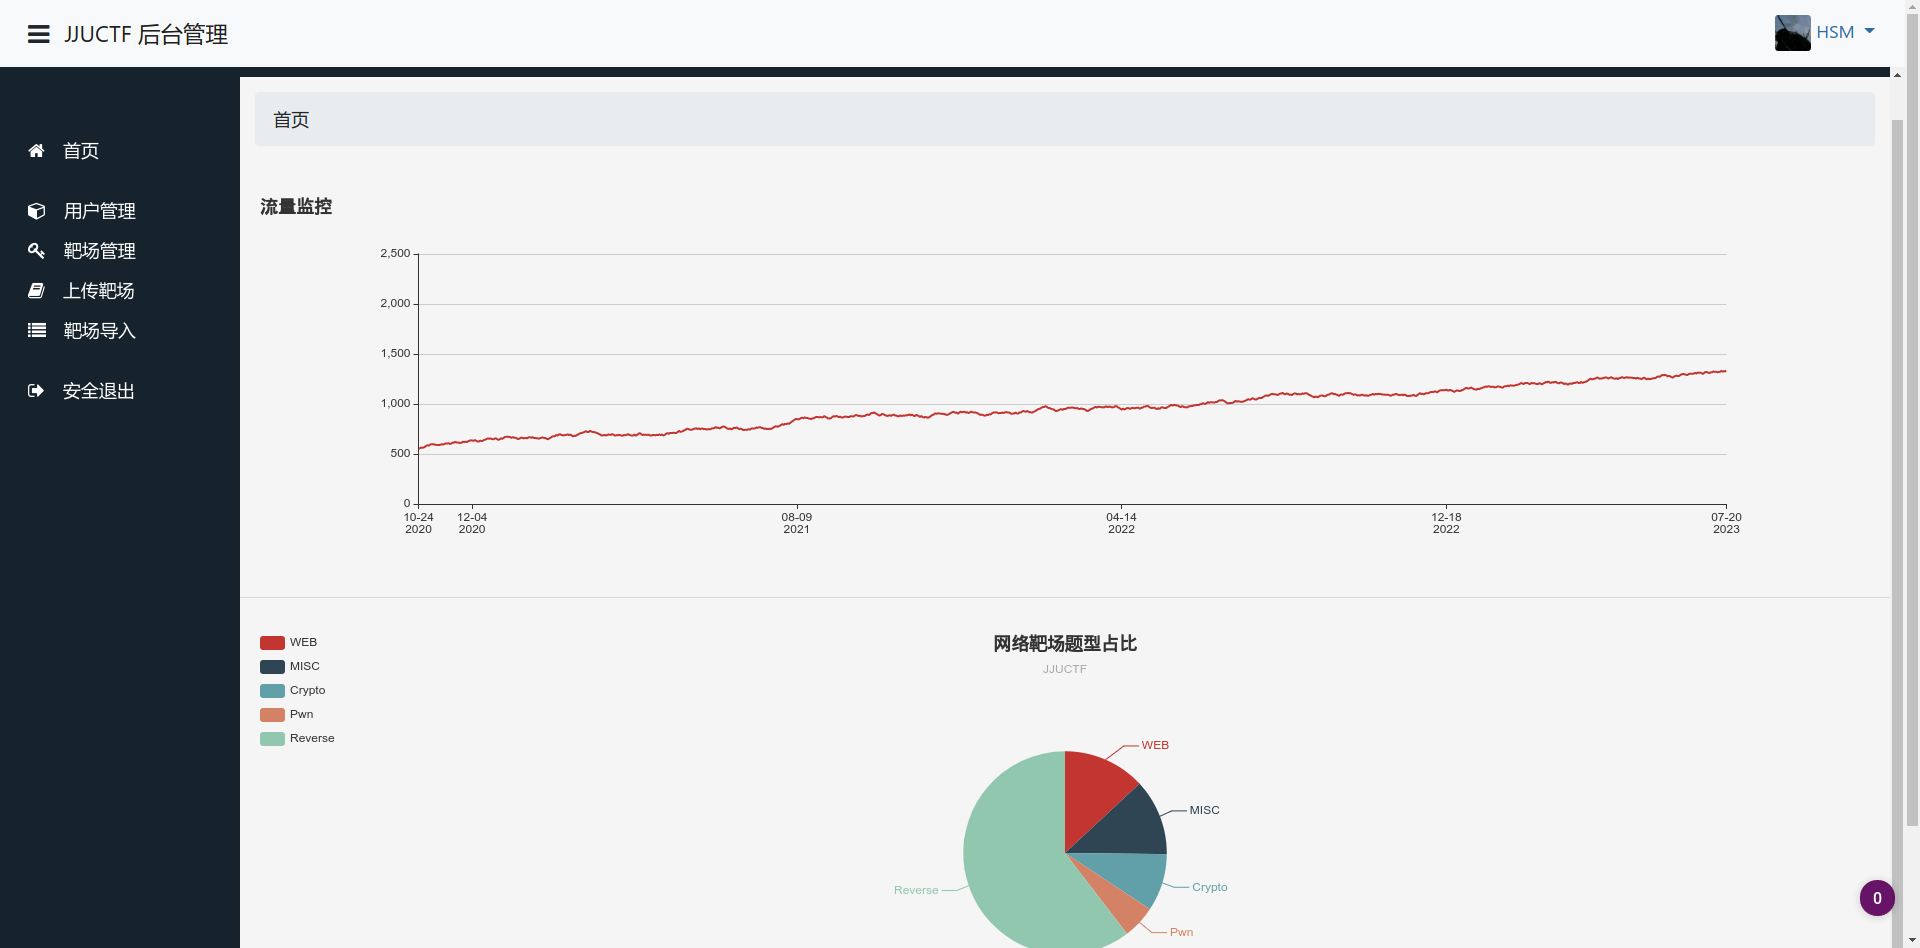 JJUCTF 后台管理
HSM
首页
首页
用户管理
靶场管理
上传靶场
靶场导入
安全退出
流量监控
2,500
2,000
1,500
1,000
500
0
10-24 12-04 08-09 04-14 12-18 07-20
2020 2020 2021 2022 2022 2023
WEB
MISC
Crypto
Pwn
Reverse
网络靶场题型占比
JJUCTF
WEB
MISC
Crypto
Reverse
Pwn
0